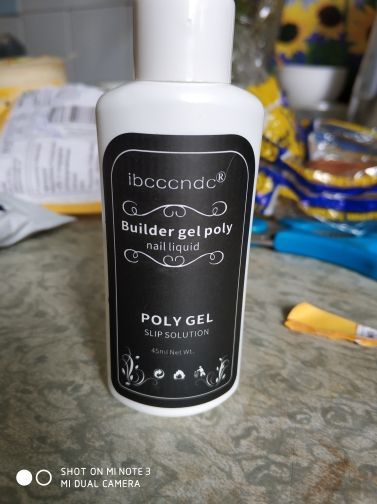 ibcccndc®
Builder gel poly
nail liquid
POLY GEL
SLIP SOLUTION
45ml Net Wt.
SHOT ON MI NOTE 3
MI DUAL CAMERA